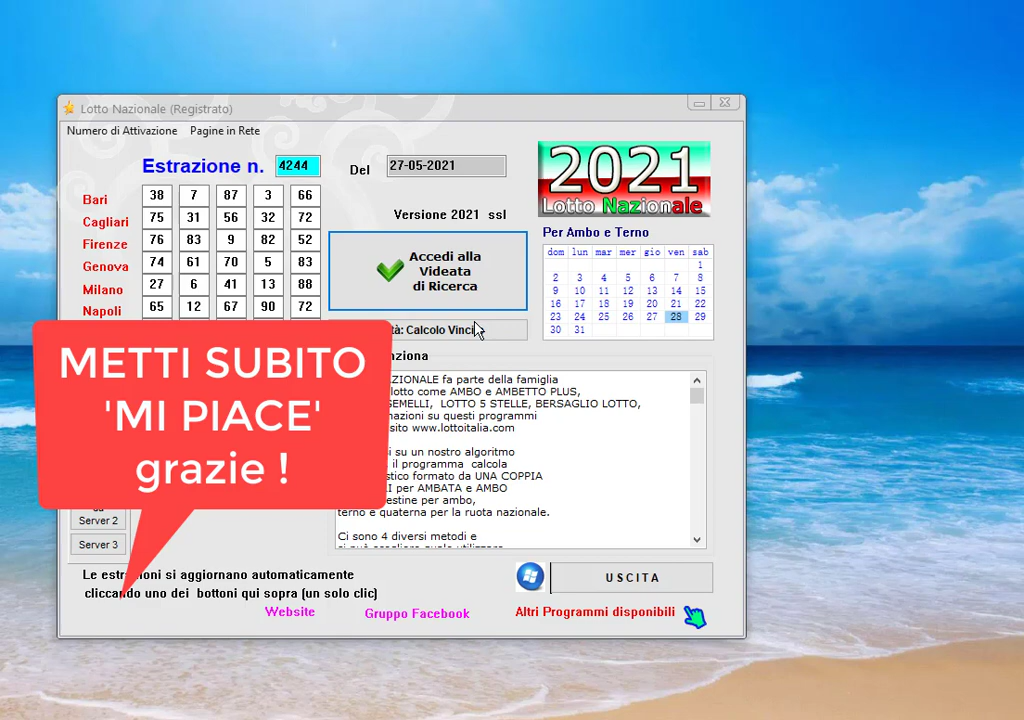 Lotto Nazionale (Registrato)
Numero di Attivazione Pagine in Rete
Estrazione n. 4244 Del 27-05-2021
2021
Lotto Nazionale
Bari 38 7 87 3 66
Cagliari 75 31 56 32 72
Firenze 76 83 9 82 52
Genova 74 61 70 5 83
Milano 27 6 41 13 88
Napoli 65 12 67 90 72
Versione 2021 ssl
Accedi alla
Videata
di Ricerca
Per Ambo e Terno
dom lun mar mer gio ven sab
1
2 3 4 5 6 7 8
9 10 11 12 13 14 15
16 17 18 19 20 21 22
23 24 25 26 27 28 29
30 31
Calcolo Vinci
METTI SUBITO
'MI PIACE'
grazie !
fa parte della famiglia
lotto come AMBO e AMBETTO PLUS,
LOTTO 5 STELLE, BERSAGLIO LOTTO,
su questi programmi
www.lottoitalia.com
su un nostro algoritmo
il programma calcola
formato da UNA COPPIA
per AMBATA e AMBO
per ambo,
terno e quaterna per la ruota nazionale.
Ci sono 4 diversi metodi e
Server 2
Server 3
Le si aggiornano automaticamente
cliccando uno dei bottoni qui sopra (un solo clic)
USCITA
Website Gruppo Facebook Altri Programmi disponibili